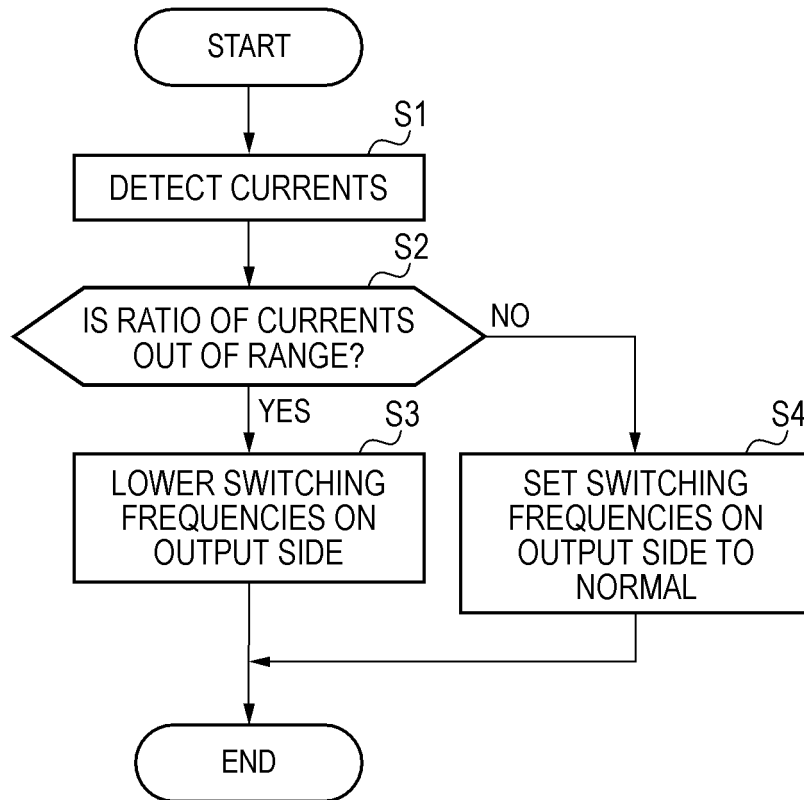 START
S1
DETECT CURRENTS
S2
IS RATIO OF CURRENTS
OUT OF RANGE?
NO
YES
S3
LOWER SWITCHING
FREQUENCIES ON
OUTPUT SIDE
S4
SET SWITCHING
FREQUENCIES ON
OUTPUT SIDE TO
NORMAL
END